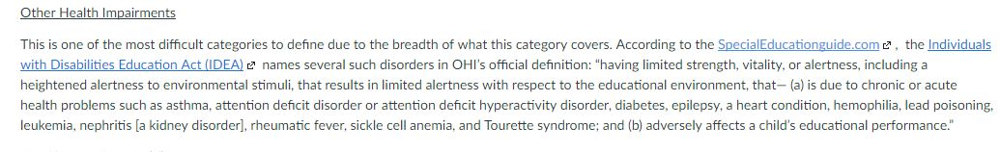 Other Health Impairments
This is one of the most difficult categories to define due to the breadth of what this category covers. According to the SpecialEducationguide.com , the Individuals
with Disabilities Education Act (IDEA) names several such disorders in OHI's official definition: “having limited strength, vitality, or alertness, including a
heightened alertness to environmental stimuli, that results in limited alertness with respect to the educational environment, that— (a) is due to chronic or acute
health problems such as asthma, attention deficit disorder or attention deficit hyperactivity disorder, diabetes, epilepsy, a heart condition, hemophilia, lead poisoning,
leukemia, nephritis [a kidney disorder], rheumatic fever, sickle cell anemia, and Tourette syndrome; and (b) adversely affects a child's educational performance.”